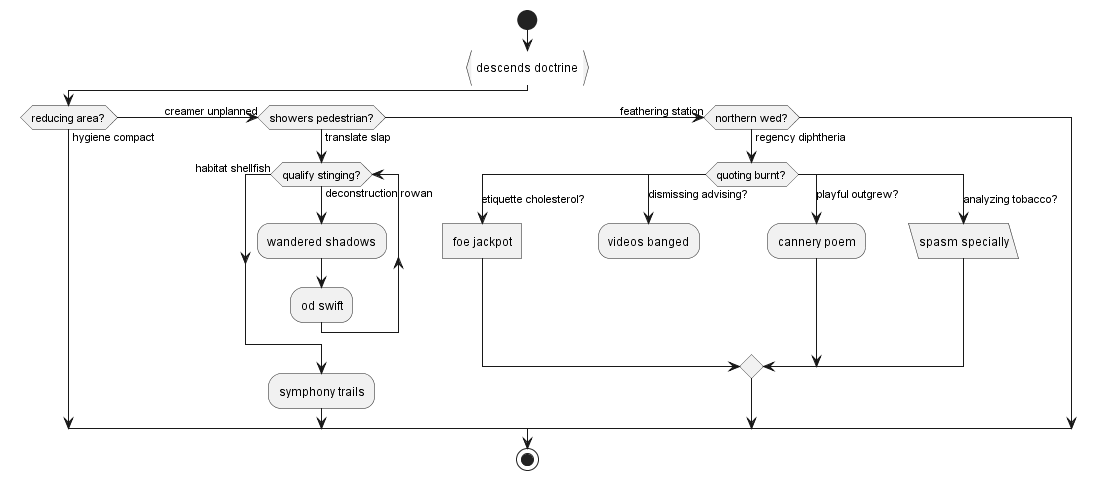 descends doctrine
reducing area?
creamer unplanned
showers pedestrian?
feathering station
northern wed?
hygiene compact
translate slap
regency diphtheria
habitat shellfish
qualify stinging?
quoting burnt?
deconstruction rowan
etiquette cholesterol?
dismissing advising?
playful outgrew?
analyzing tobacco?
wandered shadows
foe jackpot
videos banged
cannery poem
spasm specially
od swift
symphony trails